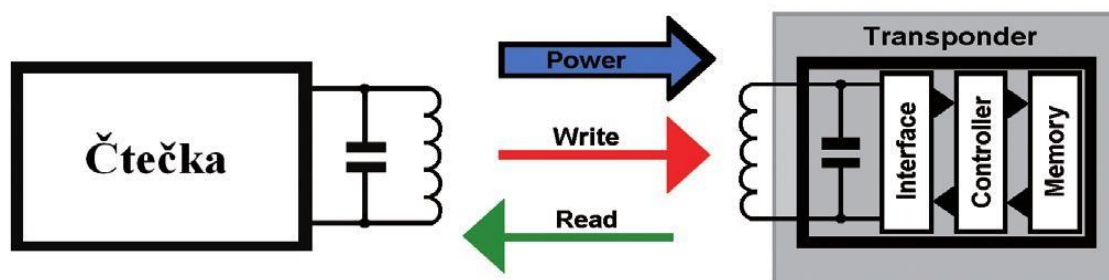 Čtečka
Power
Write
Read
Transponder
Interface
Controller
Memory